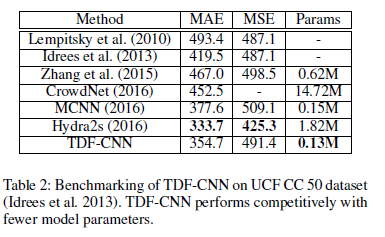 Method MAE MSE Params
Lempitsky et al. (2010) 493.4 487.1 -
Idrees et al. (2013) 419.5 487.1 -
Zhang et al. (2015) 467.0 498.5 0.62M
CrowdNet (2016) 452.5 - 14.72M
MCNN (2016) 377.6 509.1 0.15M
Hydra2s (2016) 333.7 425.3 1.82M
TDF-CNN 354.7 491.4 0.13M
Table 2: Benchmarking of TDF-CNN on UCF CC 50 dataset
(Idrees et al. 2013). TDF-CNN performs competitively with
fewer model parameters.